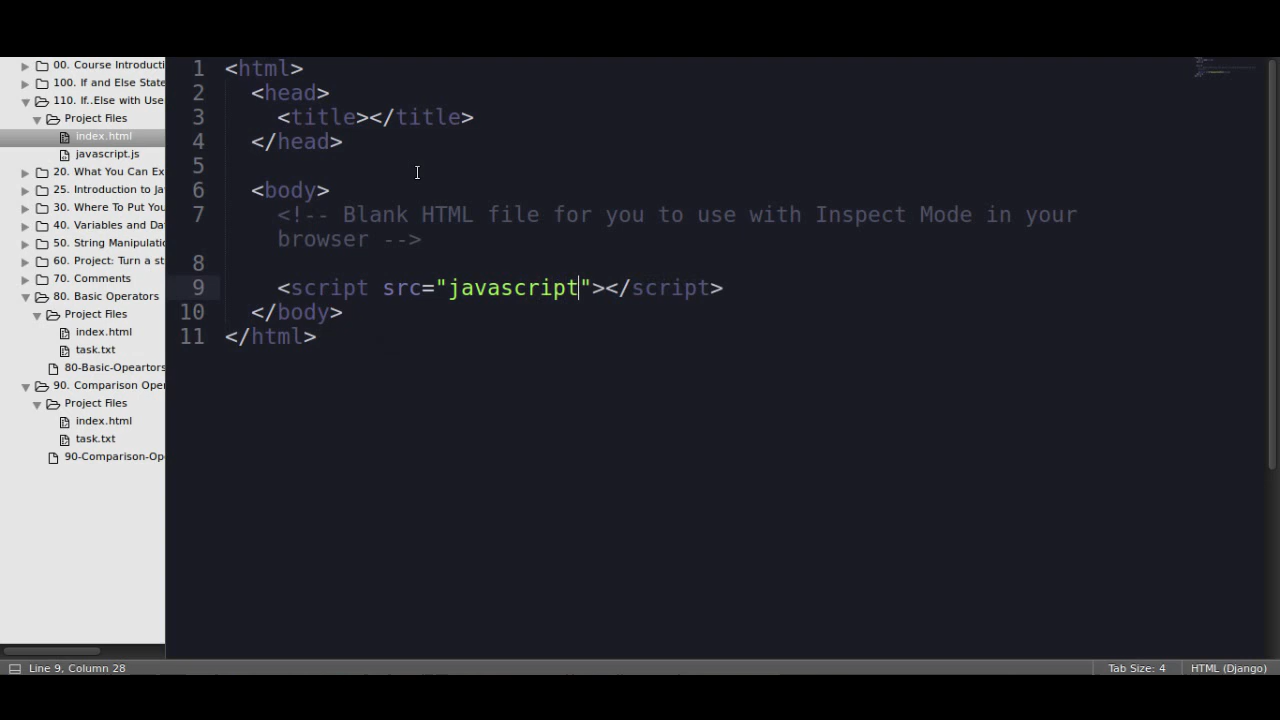 00. Course Introducti
100. If and Else State
110. If..Else with Use
Project Files
index.html
javascript.js
20. What You Can Ex
25. Introduction to Ja
30. Where To Put You
40. Variables and Da
50. String Manipulati
60. Project: Turn a st
70. Comments
80. Basic Operators
Project Files
index.html
task.txt
80-Basic-Opeartors
90. Comparison Oper
Project Files
index.html
task.txt
90-Comparison-Ope
1 <html>
2 <head>
3 <title></title>
4 </head>
5
6 <body>
7 <!-- Blank HTML file for you to use with Inspect Mode in your
browser -->
8
9 <script src="javascript"></script>
10 </body>
11 </html>
Line 9, Column 28
Tab Size: 4
HTML (Django)